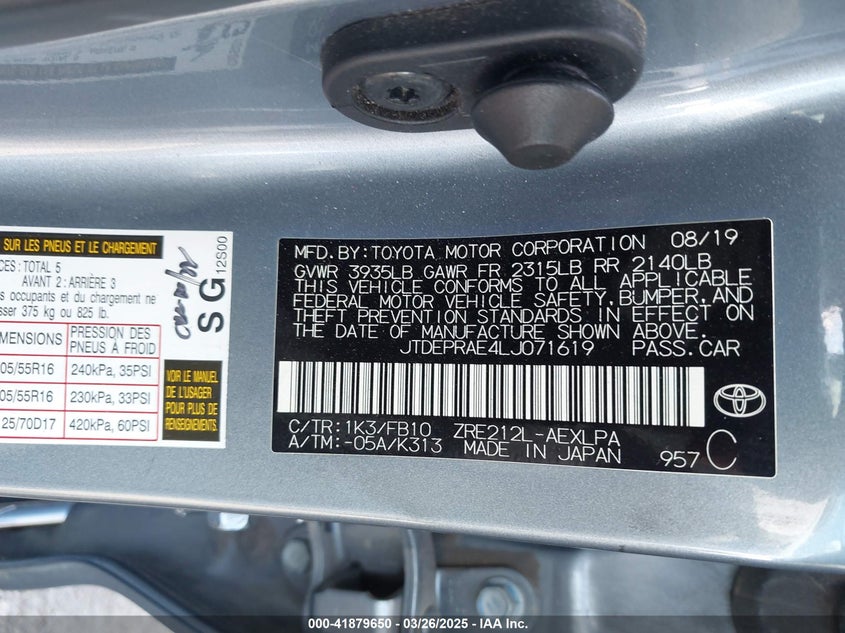 SUR LES PNEUS ET LE CHARGEMENT
CES: TOTAL 5
AVANT 2: ARRIÈRE 3
s occupants et du chargement ne
sser 375 kg ou 825 lb.
MENSIONS
PRESSION DES
PNEUS À FROID
05/55R16
240kPa, 35PSI
05/55R16
230kPa, 33PSI
25/70D17
420kPa, 60PSI
SG
12S00
VOIR LE MANUEL
DE L'USAGER
POUR PLUS DE
RENSEIGNEMENTS
MFD. BY: TOYOTA MOTOR CORPORATION 08/19
GVWR 3935LB GAWR FR 2315LB RR 2140LB
THIS VEHICLE CONFORMS TO ALL APPLICABLE
FEDERAL MOTOR VEHICLE SAFETY, BUMPER, AND
THEFT PREVENTION STANDARDS IN EFFECT ON
THE DATE OF MANUFACTURE SHOWN ABOVE.
JTDEPRAE4LJ071619 PASS. CAR
C/TR: 1K3/FB10 ZRE212L-AEXLPA
A/TM: -05A/K313 MADE IN JAPAN 957 C
TOYOTA
000-41879650 - 03/26/2025 - IAA Inc.